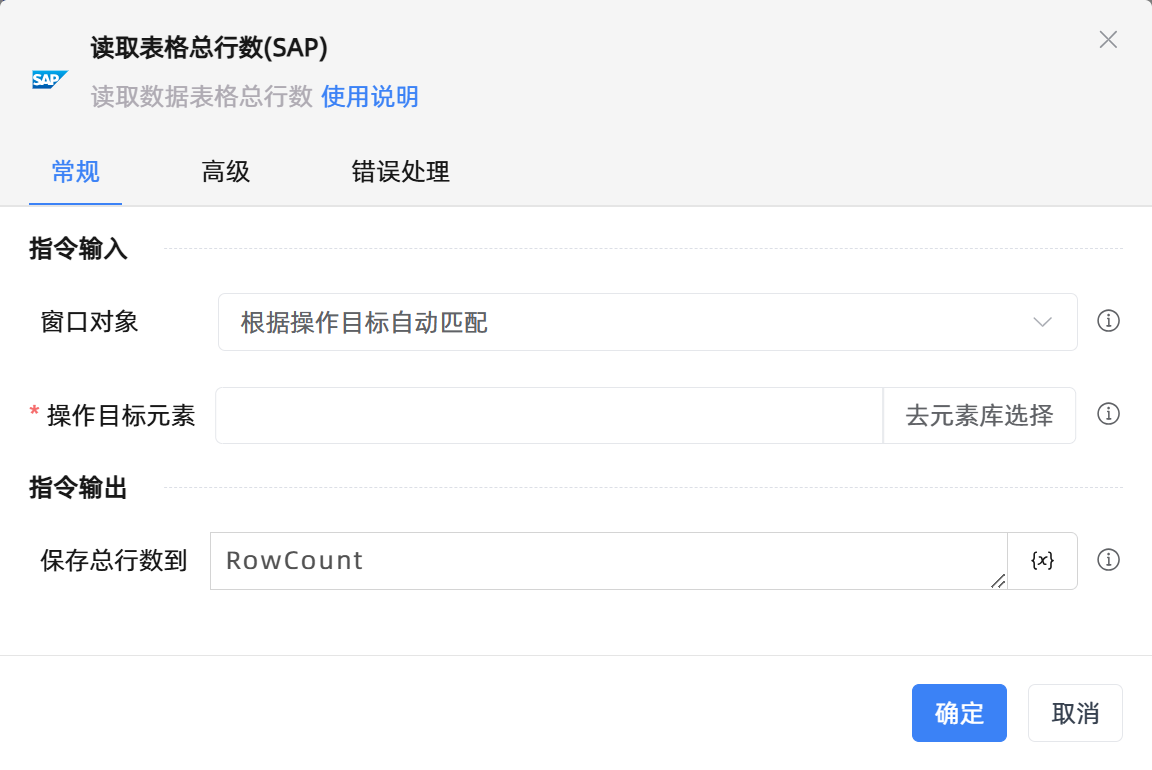 读取表格总行数(SAP)
SAP
读取数据表格总行数 使用说明
常规 高级 错误处理
指令输入
窗口对象 根据操作目标自动匹配
* 操作目标元素 去元素库选择
指令输出
保存总行数到 RowCount {x}
确定 取消